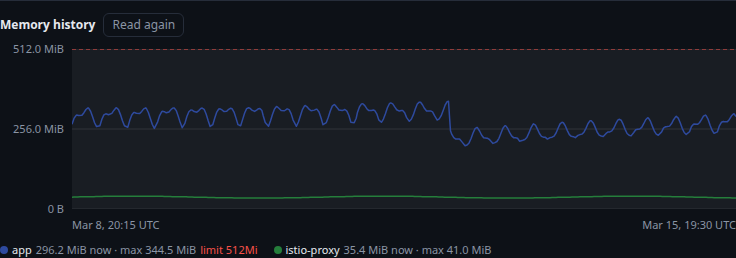 Memory history Read again
512.0 MiB
256.0 MiB
0 B
Mar 8, 20:15 UTC Mar 15, 19:30 UTC
app 296.2 MiB now · max 344.5 MiB limit 512Mi istio-proxy 35.4 MiB now · max 41.0 MiB